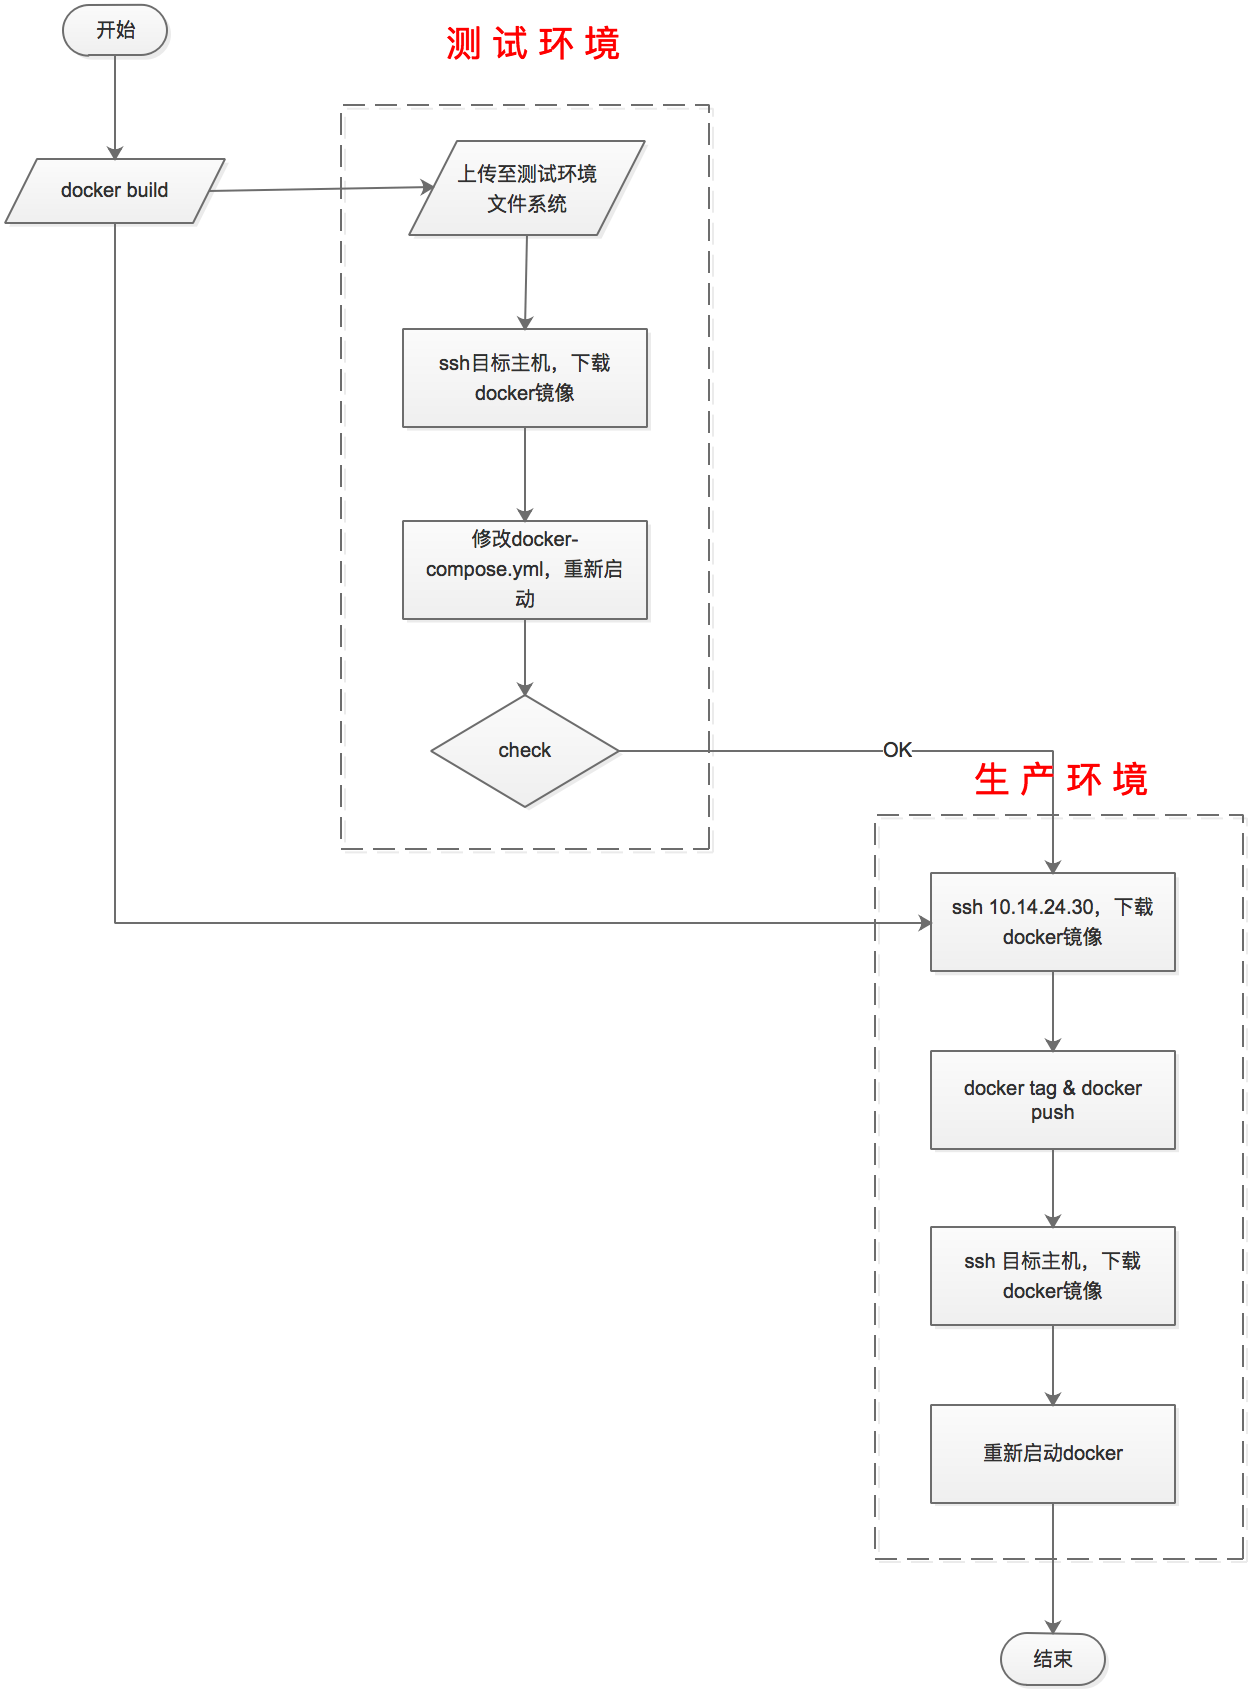 开始
测 试 环 境
docker build
上传至测试环境
文件系统
ssh目标主机，下载
docker镜像
修改docker-
compose.yml，重新启
动
check
OK
生 产 环 境
ssh 10.14.24.30，下载
docker镜像
docker tag & docker
push
ssh 目标主机，下载
docker镜像
重新启动docker
结束